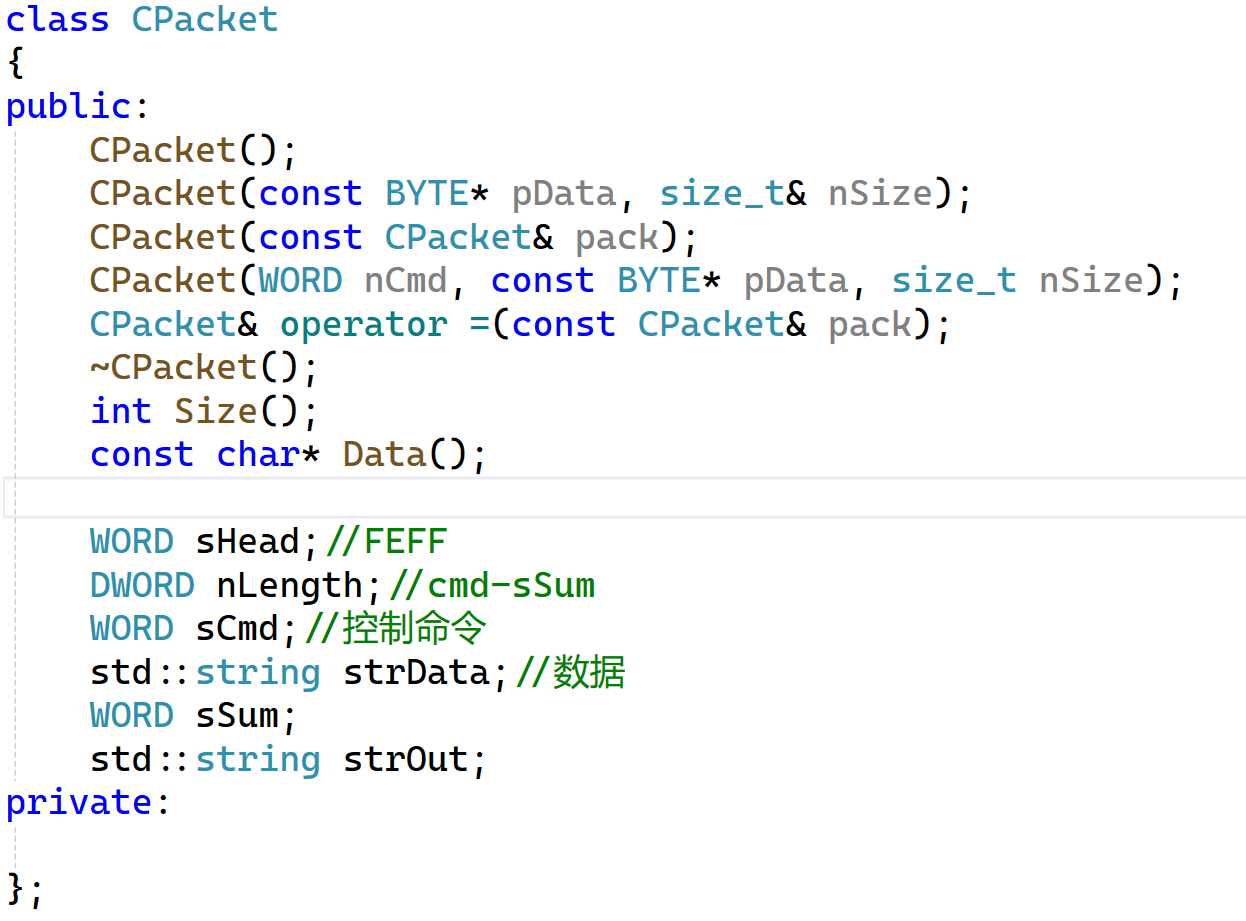 class CPacket
{
public:
    CPacket();
    CPacket(const BYTE* pData, size_t& nSize);
    CPacket(const CPacket& pack);
    CPacket(WORD nCmd, const BYTE* pData, size_t nSize);
    CPacket& operator =(const CPacket& pack);
    ~CPacket();
    int Size();
    const char* Data();

    WORD sHead;//FEFF
    DWORD nLength;//cmd-sSum
    WORD sCmd;//控制命令
    std::string strData;//数据
    WORD sSum;
    std::string strOut;
private:

};